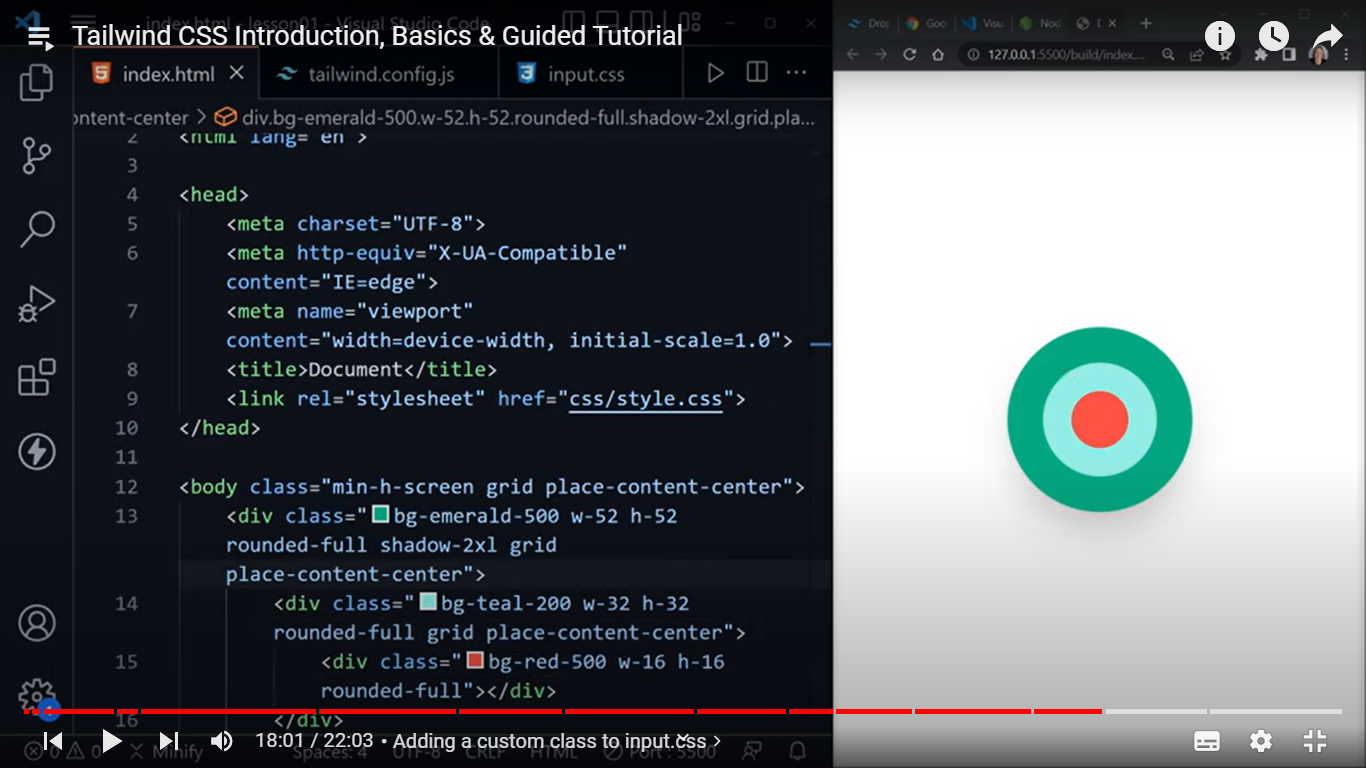 index.html - lesson01 - Visual Studio Code
Tailwind CSS Introduction, Basics & Guided Tutorial
index.html
tailwind.config.js
input.css
ontent-center > div.bg-emerald-500.w-52.h-52.rounded-full.shadow-2xl.grid.pla...
2 <html lang="en">
3
4 <head>
5 <meta charset="UTF-8">
6 <meta http-equiv="X-UA-Compatible"
content="IE=edge">
7 <meta name="viewport"
content="width=device-width, initial-scale=1.0">
8 <title>Document</title>
9 <link rel="stylesheet" href="css/style.css">
10 </head>
11
12 <body class="min-h-screen grid place-content-center">
13 <div class="bg-emerald-500 w-52 h-52
rounded-full shadow-2xl grid
place-content-center">
14 <div class="bg-teal-200 w-32 h-32
rounded-full grid place-content-center">
15 <div class="bg-red-500 w-16 h-16
rounded-full"></div>
16 </div>
0 0 Minify Spaces: 4 UTF-8 CRLF HTML Port : 5500
18:01 / 22:03 • Adding a custom class to input.css >
Drop
Goo
Visu
Nod
D
127.0.0.1:5500/build/index....